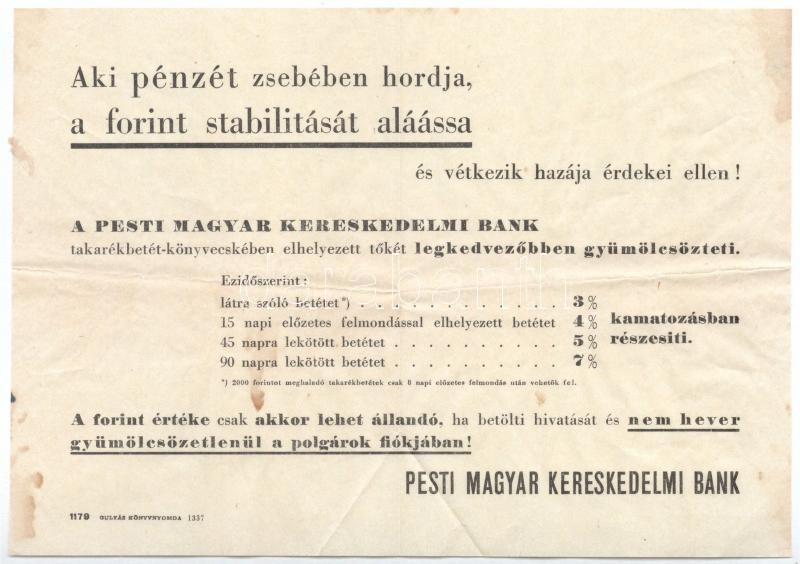 Aki pénzét zsebében hordja,
a forint stabilitását aláássa
és vétkezik hazája érdekei ellen!
A PESTI MAGYAR KERESKEDELMI BANK
takarékbetét-könyvecskében elhelyezett tőkét legkedvezőbben gyümölcsözteti.
Ezidőszerint:
látra szóló betétet*) . . . . . . . . . . . . 3%
15 napi előzetes felmondással elhelyezett betétet 4% kamatozásban
45 napra lekötött betétet . . . . . . . . . . 5% részesiti.
90 napra lekötött betétet . . . . . . . . . . 7%
*) 2000 forintot meghaladó takarékbetétek csak 8 napi előzetes felmondás után vehetők fel.
A forint értéke csak akkor lehet állandó, ha betölti hivatását és nem hever
gyümölcsözetlenül a polgárok fiókjában!
PESTI MAGYAR KERESKEDELMI BANK
1179 GULYÁS KÖNYVNYOMDA 1337
darabanth